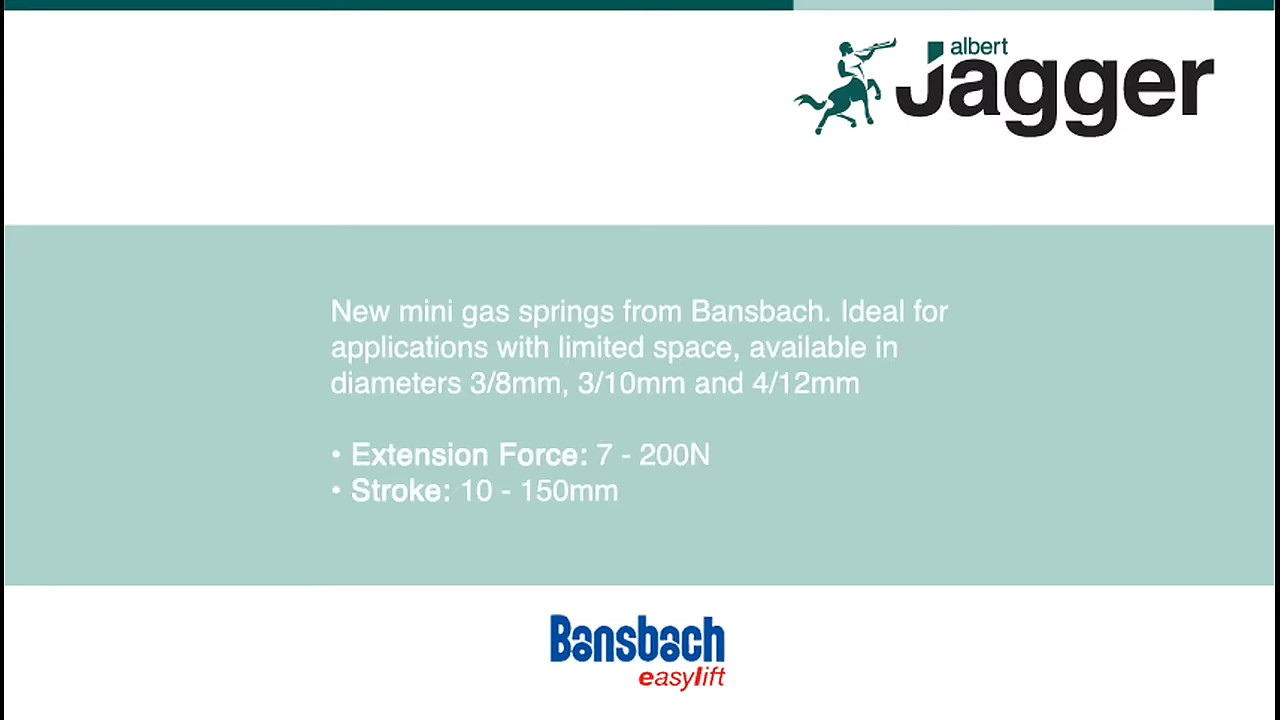 albert
Jagger
New mini gas springs from Bansbach. Ideal for
applications with limited space, available in
diameters 3/8mm, 3/10mm and 4/12mm
• Extension Force: 7 - 200N
• Stroke: 10 - 150mm
Bansbach
easylift